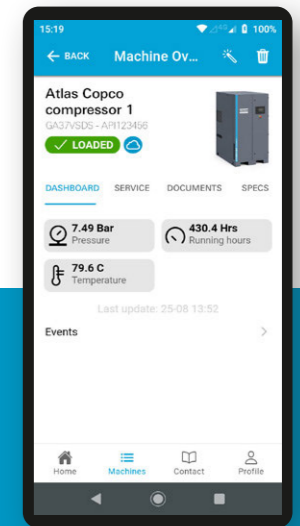 15:19
4G 100%
BACK Machine Ov...
Atlas Copco
compressor 1
GA37VSDS - API123456
LOADED
DASHBOARD SERVICE DOCUMENTS SPECS
7.49 Bar
Pressure
430.4 Hrs
Running hours
79.6 C
Temperature
Last update: 25-08 13:52
Events
Home Machines Contact Profile